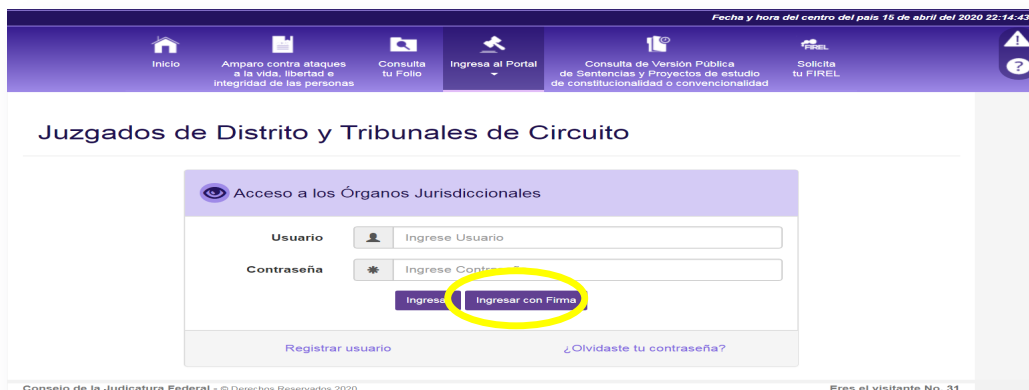 Fecha y hora del centro del país 15 de abril del 2020 22:14:43
Inicio
Amparo contra ataques
a la vida, libertad e
integridad de las personas
Consulta
tu Folio
Ingresa al Portal
Consulta de Versión Pública
de Sentencias y Proyectos de estudio
de constitucionalidad o convencionalidad
FIREL
Solicita
tu FIREL
Juzgados de Distrito y Tribunales de Circuito
Acceso a los Órganos Jurisdiccionales
Usuario
Ingrese Usuario
Contraseña
Ingrese Contraseña
Ingresar con Firma
Registrar usuario
¿Olvidaste tu contraseña?
Consejo de la Judicatura Federal - © Derechos Reservados 2020
Eres el visitante No. 31